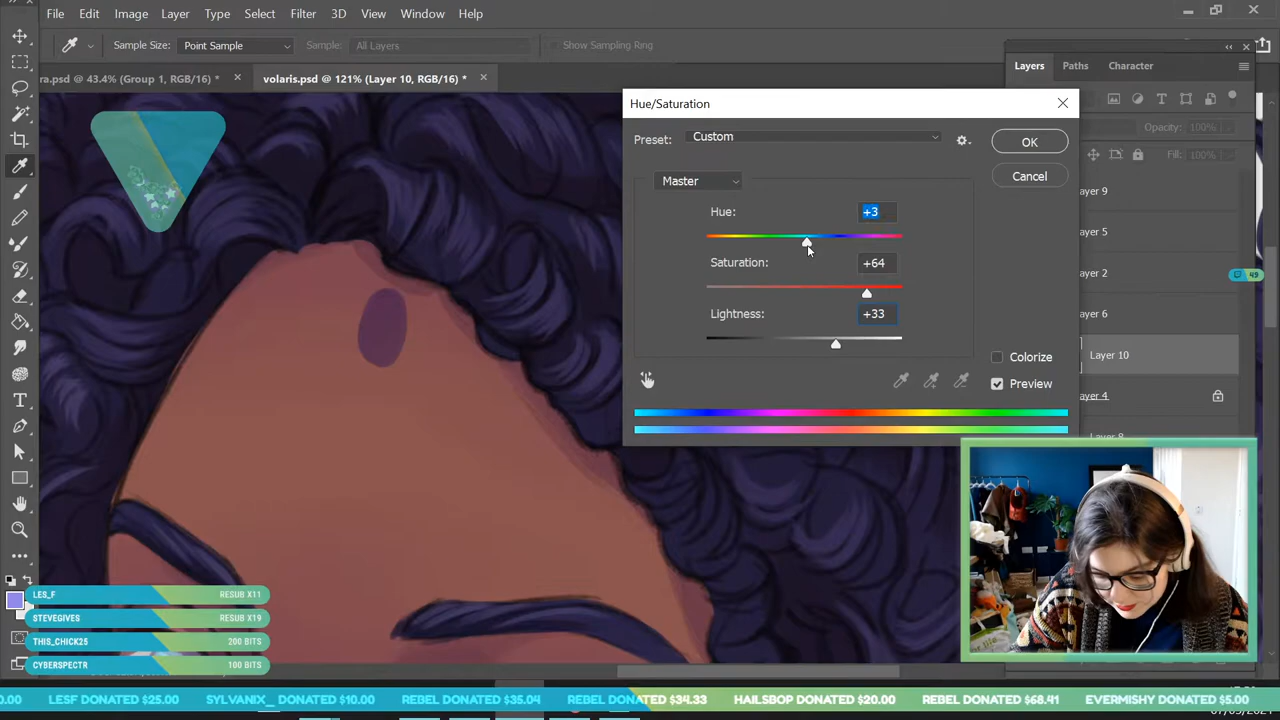 File Edit Image Layer Type Select Filter 3D View Window Help
Sample Size: Point Sample Sample: All Layers Show Sampling Ring
ra.psd @ 43.4% (Group 1, RGB/16) *
volaris.psd @ 121% (Layer 10, RGB/16) *
Layers Paths Character
Opacity: 100%
Fill: 100%
ayer 9
ayer 5
ayer 2
ayer 6
Layer 10
ayer 4
Layer 8
Hue/Saturation
Preset: Custom
OK
Cancel
Master
Hue: +3
Saturation: +64
Lightness: +33
Colorize
Preview
49
LES_F RESUB X11
STEVEGIVES RESUB X19
THIS_CHICK25 200 BITS
CYBERSPECTR 100 BITS
0.00 LESF DONATED $25.00 SYLVANIX_ DONATED $10.00 REBEL DONATED $35.04 REBEL DONATED $34.33 HAILSBOP DONATED $20.00 REBEL DONATED $68.41 EVERMISHY DONATED $5.00